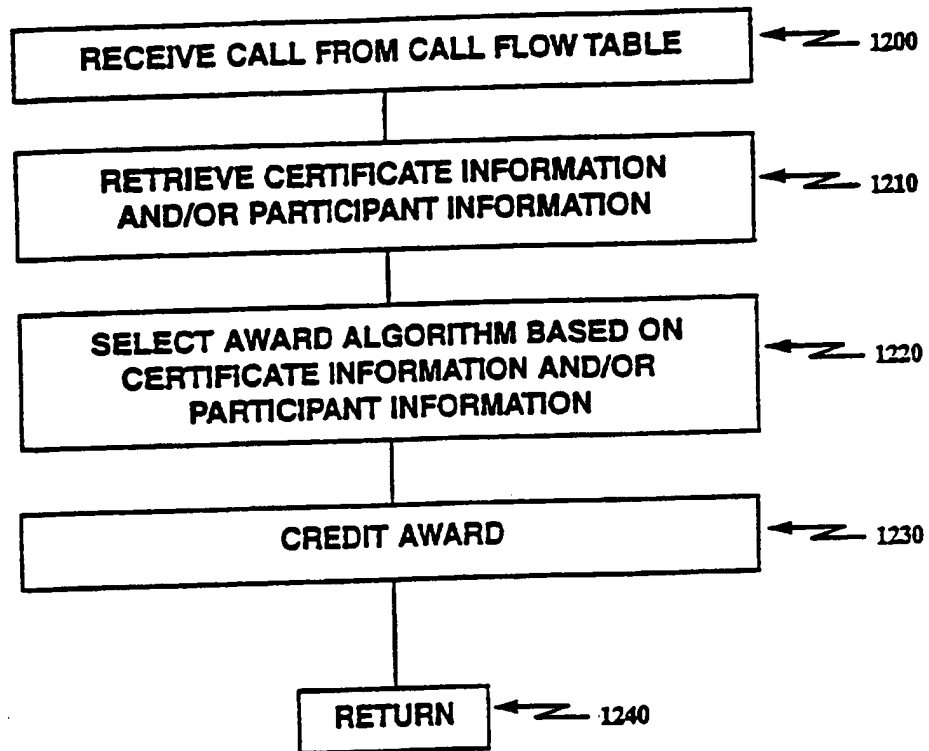 RECEIVE CALL FROM CALL FLOW TABLE
1200
RETRIEVE CERTIFICATE INFORMATION
AND/OR PARTICIPANT INFORMATION
1210
SELECT AWARD ALGORITHM BASED ON
CERTIFICATE INFORMATION AND/OR
PARTICIPANT INFORMATION
1220
CREDIT AWARD
1230
RETURN
1240